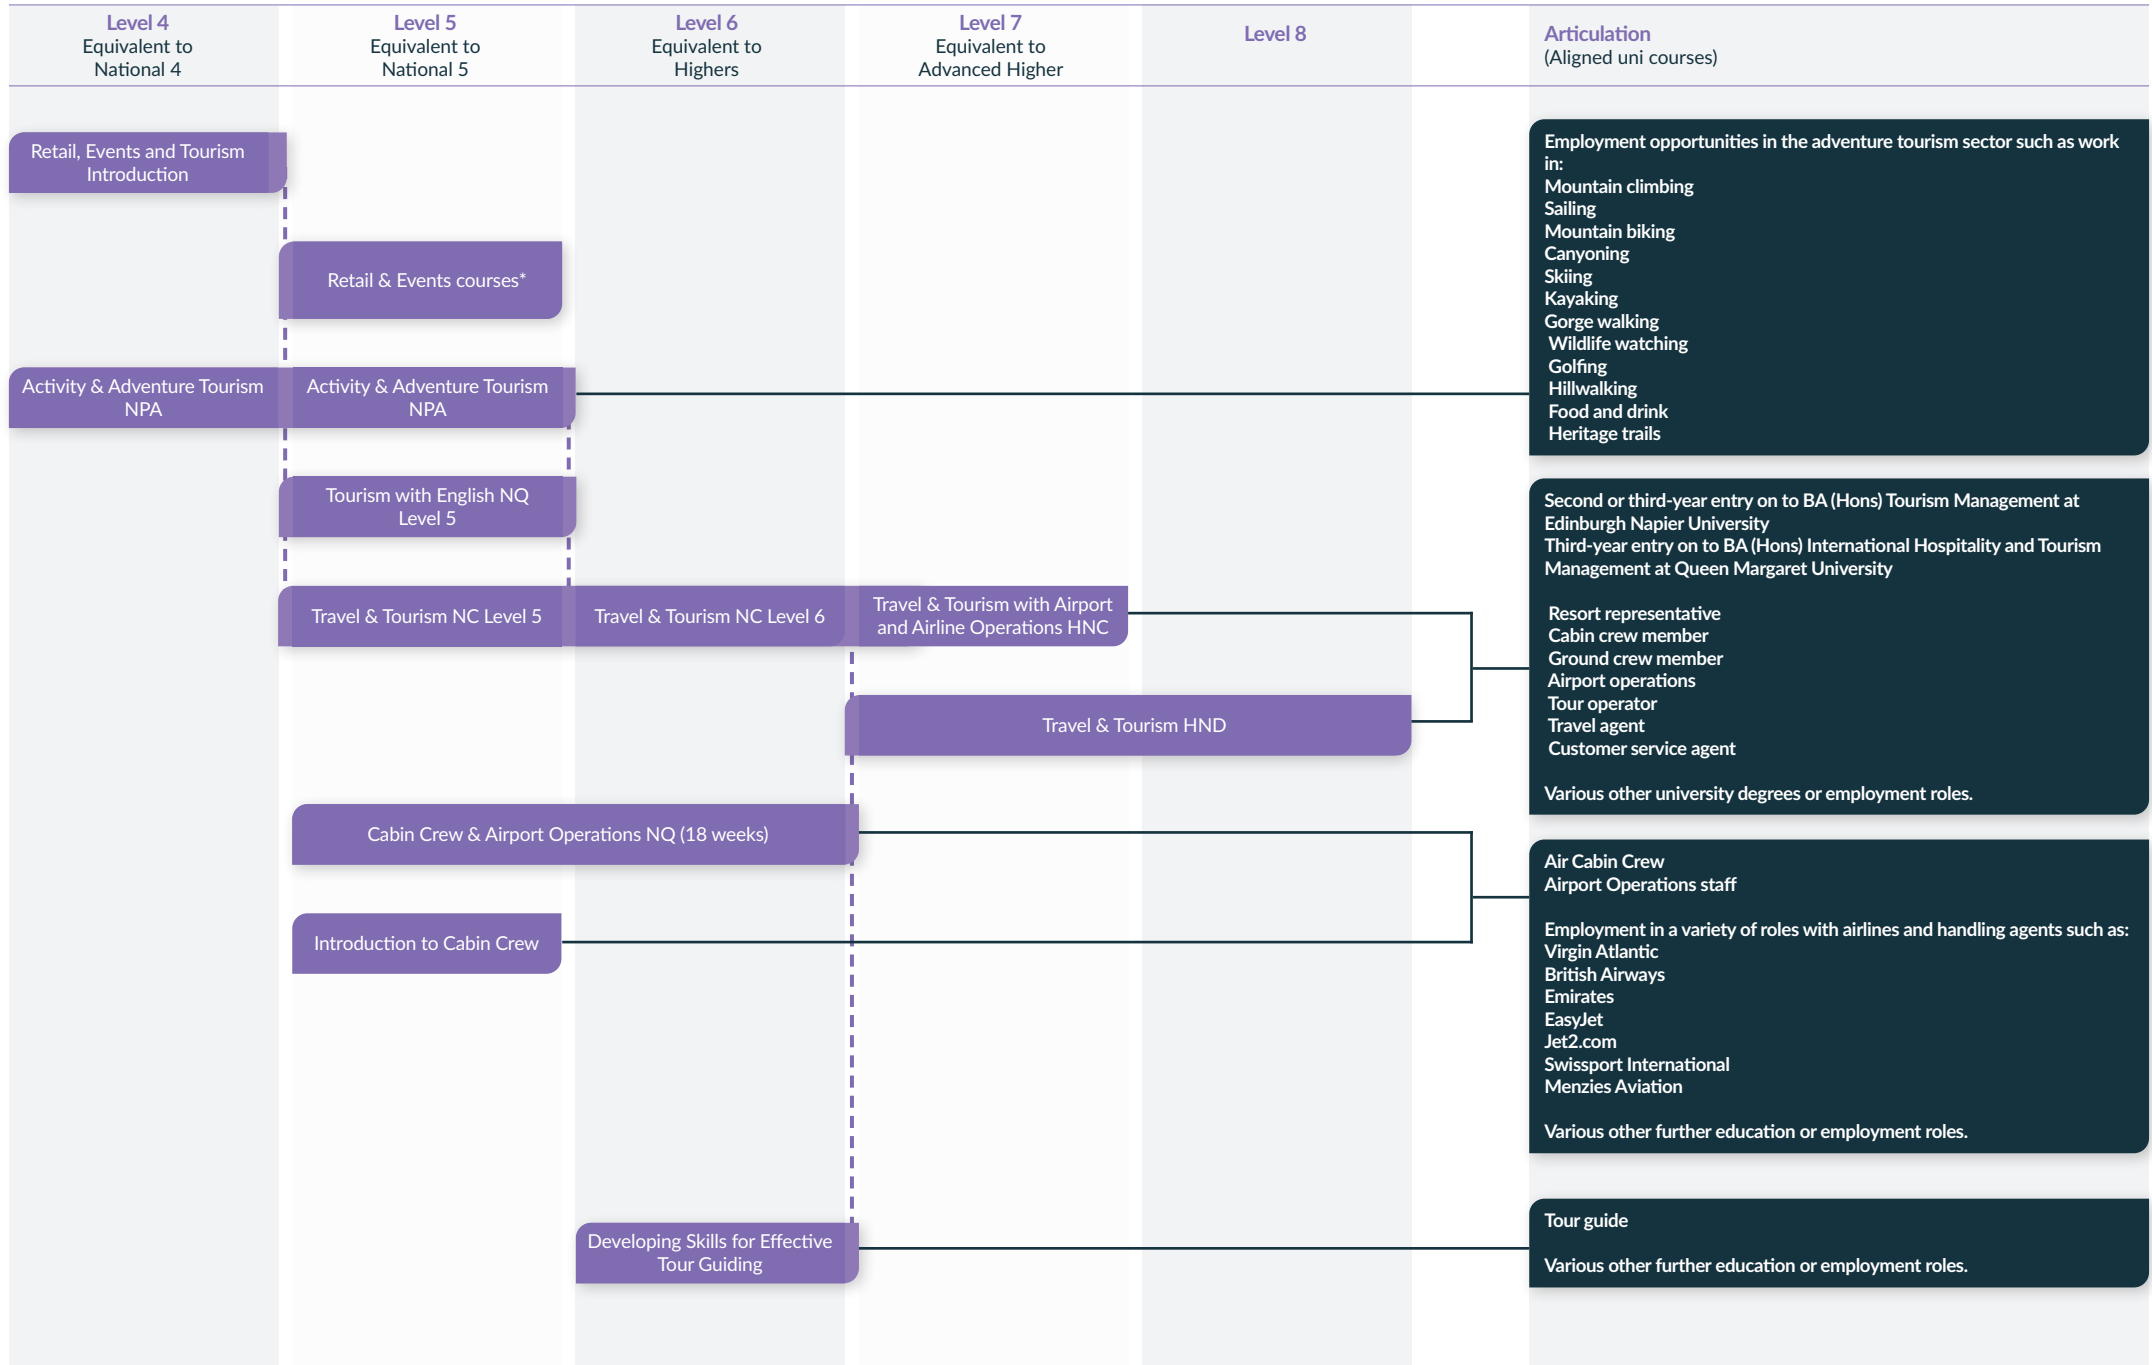 Level 4
Equivalent to
National 4
Level 5
Equivalent to
National 5
Level 6
Equivalent to
Highers
Level 7
Equivalent to
Advanced Higher
Level 8
Articulation
(Aligned uni courses)
Retail, Events and Tourism
Introduction
Retail & Events courses*
Activity & Adventure Tourism
NPA
Activity & Adventure Tourism
NPA
Employment opportunities in the adventure tourism sector such as work
in:
Mountain climbing
Sailing
Mountain biking
Canyoning
Skiing
Kayaking
Gorge walking
Wildlife watching
Golfing
Hillwalking
Food and drink
Heritage trails
Tourism with English NQ
Level 5
Travel & Tourism NC Level 5
Travel & Tourism NC Level 6
Travel & Tourism with Airport
and Airline Operations HNC
Travel & Tourism HND
Second or third-year entry on to BA (Hons) Tourism Management at
Edinburgh Napier University
Third-year entry on to BA (Hons) International Hospitality and Tourism
Management at Queen Margaret University
Resort representative
Cabin crew member
Ground crew member
Airport operations
Tour operator
Travel agent
Customer service agent
Various other university degrees or employment roles.
Cabin Crew & Airport Operations NQ (18 weeks)
Introduction to Cabin Crew
Air Cabin Crew
Airport Operations staff
Employment in a variety of roles with airlines and handling agents such as:
Virgin Atlantic
British Airways
Emirates
EasyJet
Jet2.com
Swissport International
Menzies Aviation
Various other further education or employment roles.
Developing Skills for Effective
Tour Guiding
Tour guide
Various other further education or employment roles.